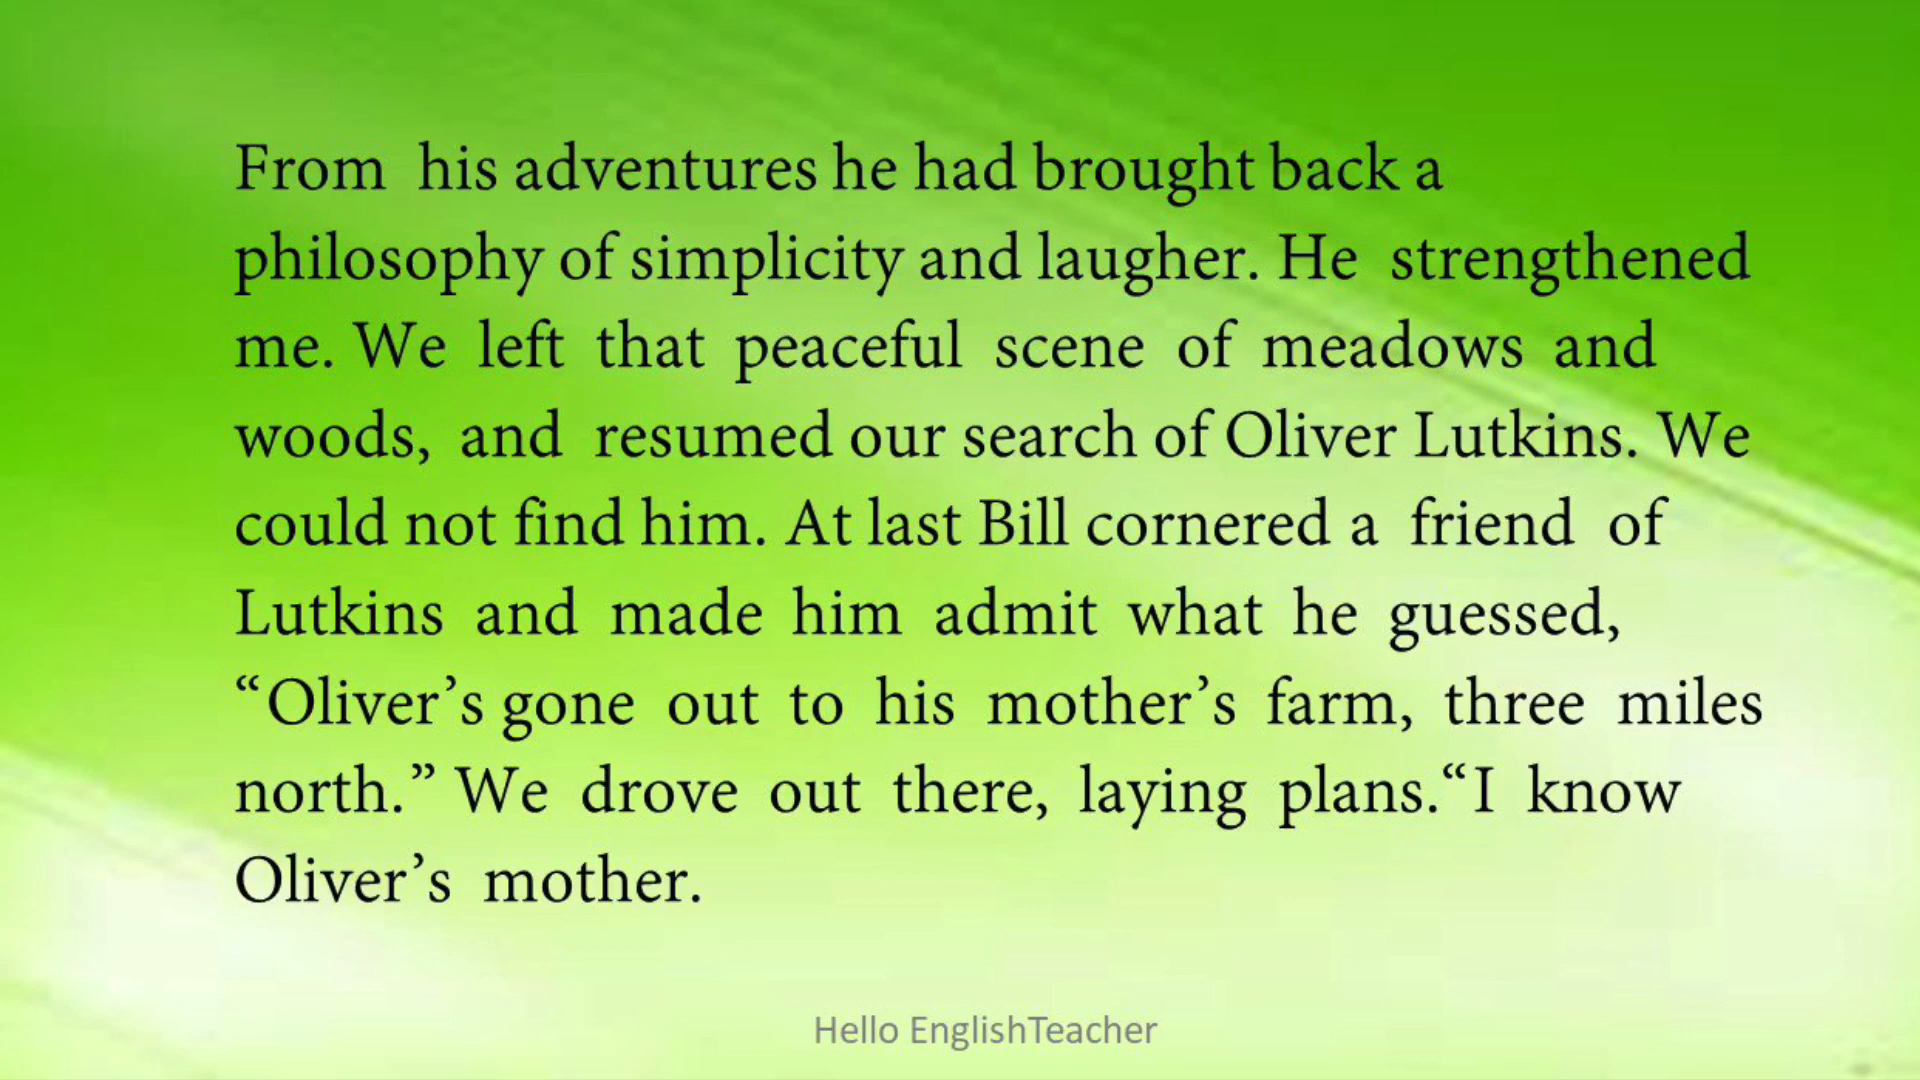 From his adventures he had brought back a
philosophy of simplicity and laugher. He strengthened
me. We left that peaceful scene of meadows and
woods, and resumed our search of Oliver Lutkins. We
could not find him. At last Bill cornered a friend of
Lutkins and made him admit what he guessed,
“Oliver’s gone out to his mother’s farm, three miles
north.” We drove out there, laying plans.“I know
Oliver’s mother.
Hello EnglishTeacher